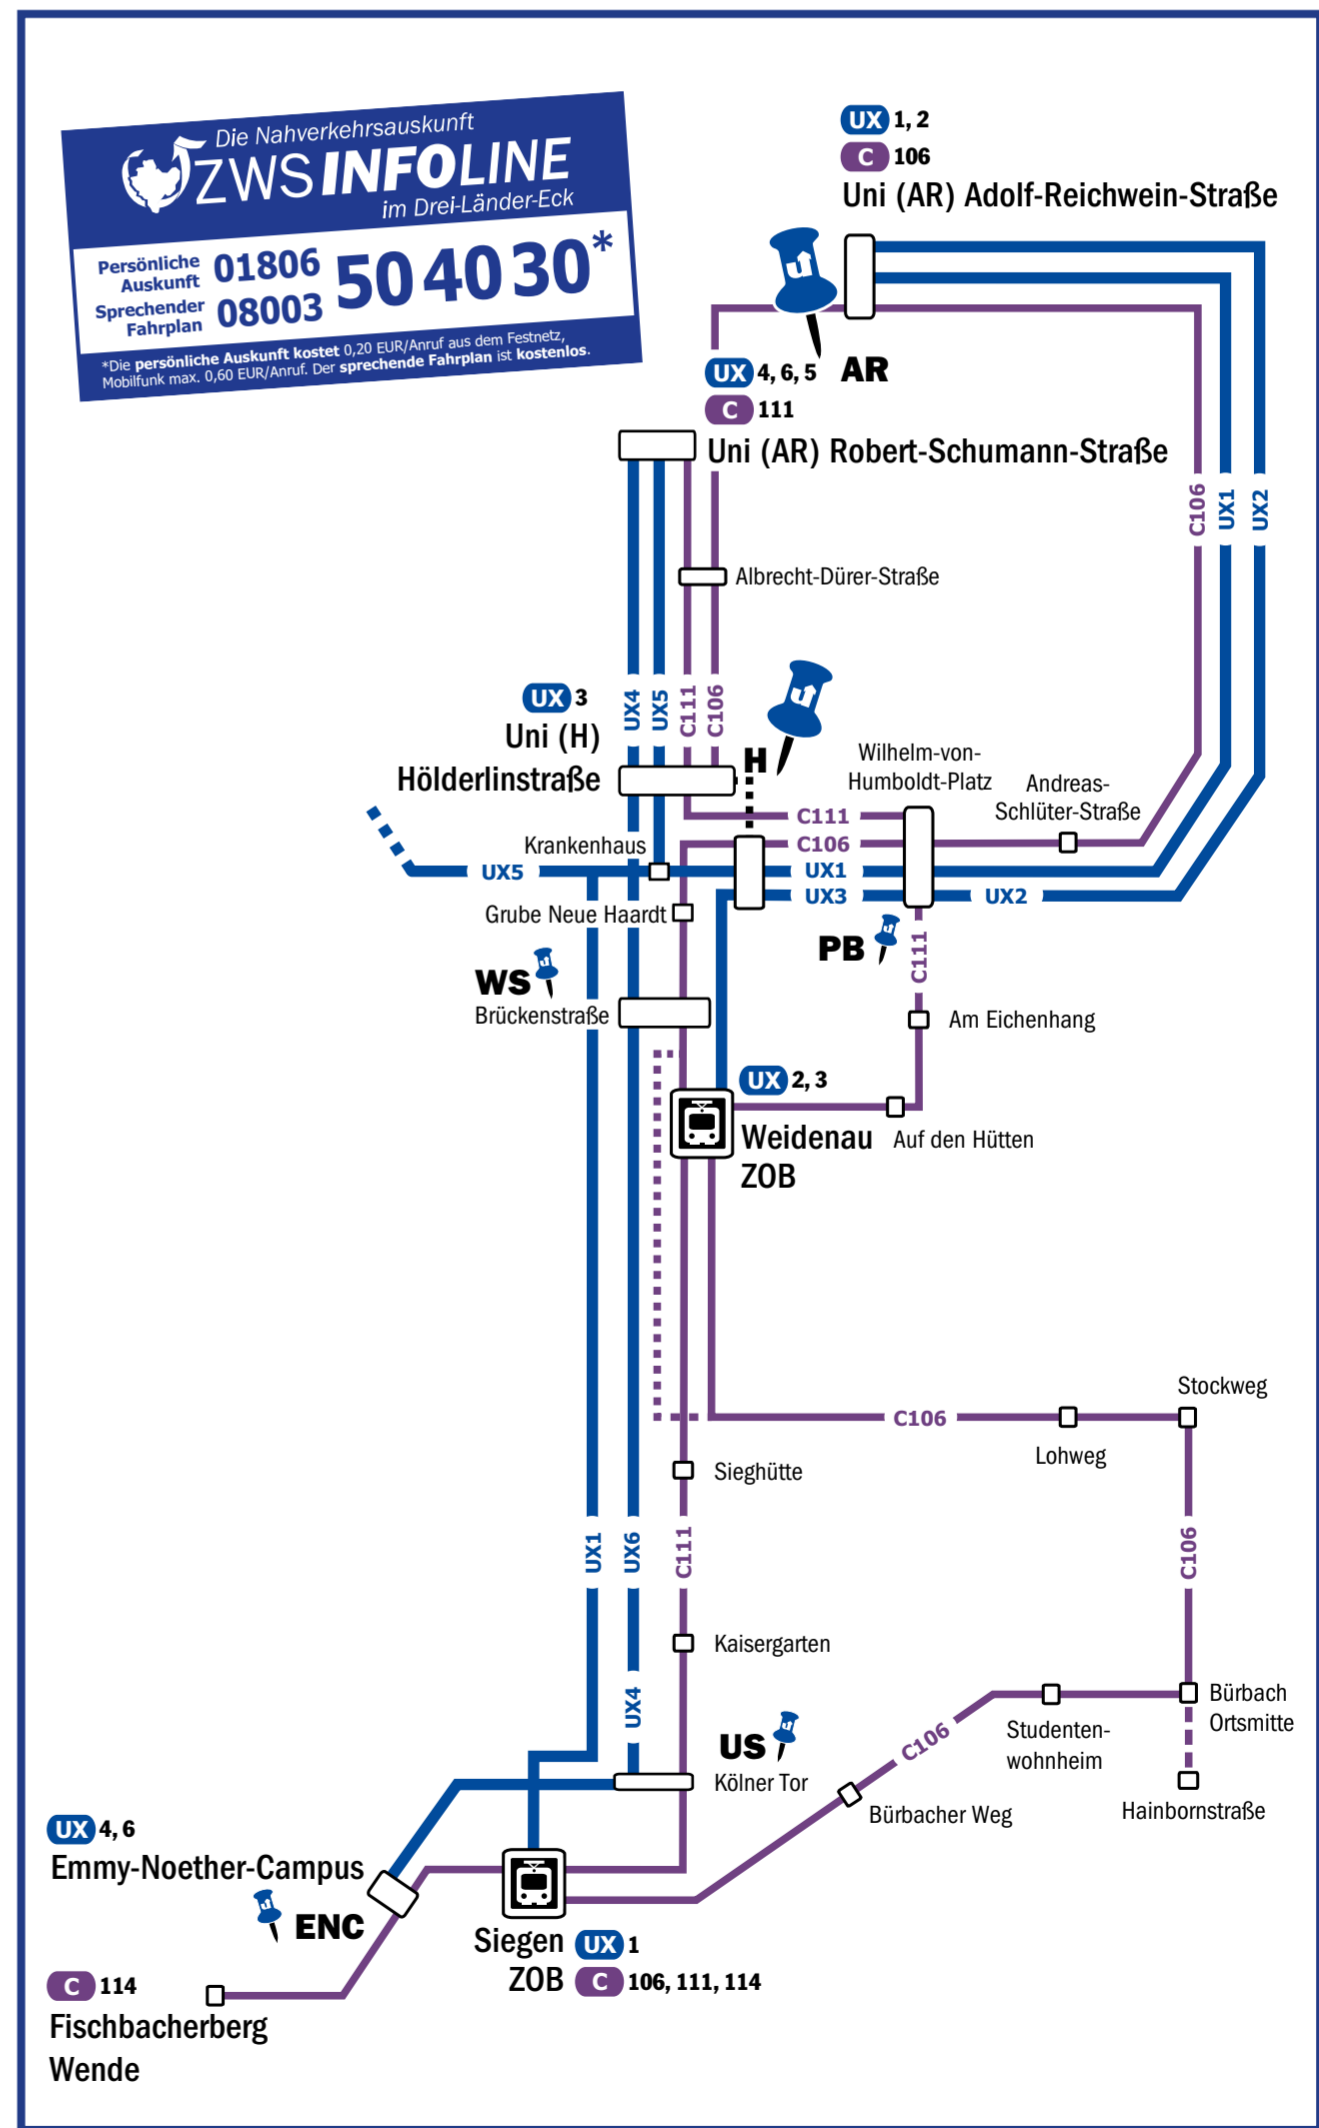 Die Nahverkehrsauskunft
ZWS INFOLINE
im Drei-Länder-Eck
Persönliche Auskunft 01806
Sprechender Fahrplan 08003
50 40 30*
*Die persönliche Auskunft kostet 0,20 EUR/Anruf aus dem Festnetz,
Mobilfunk max. 0,60 EUR/Anruf. Der sprechende Fahrplan ist kostenlos.
UX 1, 2
C 106
Uni (AR) Adolf-Reichwein-Straße
AR
UX 4, 6, 5
C 111
Uni (AR) Robert-Schumann-Straße
C106
UX1
UX2
Albrecht-Dürer-Straße
UX4
UX5
C111
C106
UX 3
Uni (H)
Hölderlinstraße
H
Wilhelm-von-
Humboldt-Platz
Andreas-
Schlüter-Straße
C111
C106
Krankenhaus
UX5
UX1
UX3
UX2
Grube Neue Haardt
PB
C111
WS
Brückenstraße
Am Eichenhang
UX 2, 3
Weidenau
ZOB
Auf den Hütten
Stockweg
C106
Lohweg
Sieghütte
UX1
UX6
C111
C106
Kaisergarten
UX4
Bürbach
Ortsmitte
Studenten-
wohnheim
C106
US
Kölner Tor
Bürbacher Weg
Hainbornstraße
UX 4, 6
Emmy-Noether-Campus
ENC
Siegen
ZOB
UX 1
C 106, 111, 114
C 114
Fischbacherberg
Wende